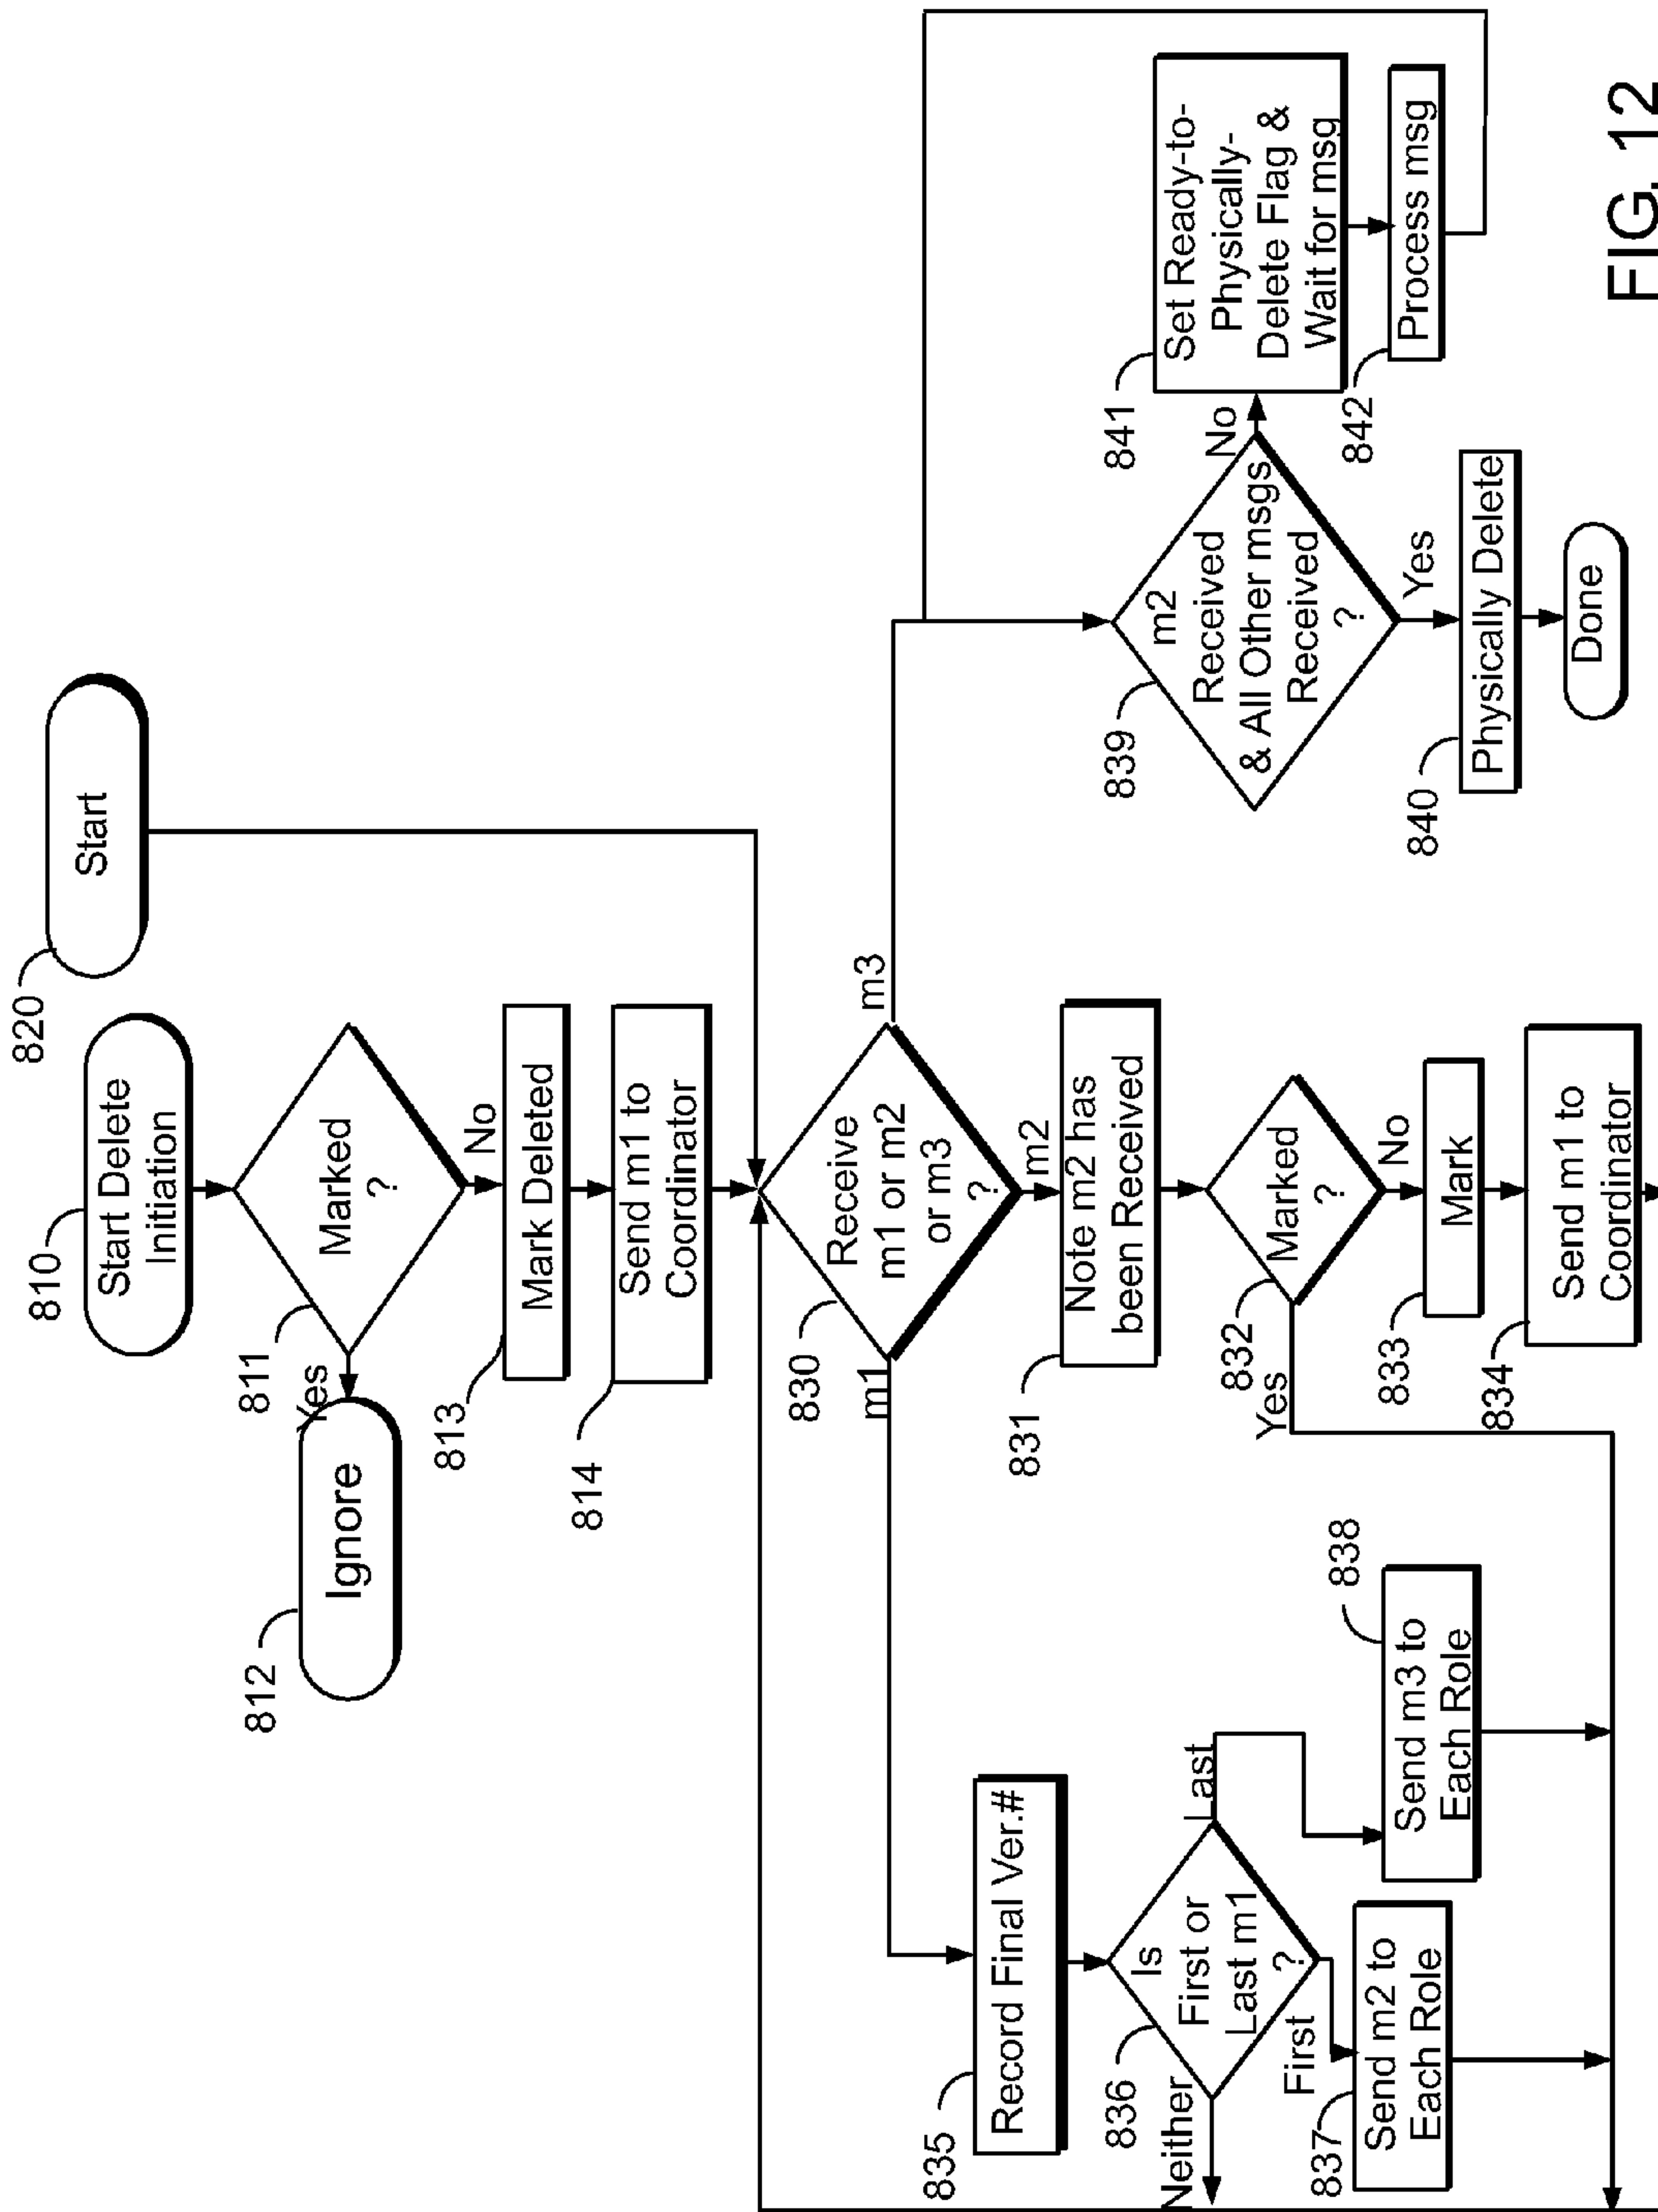 820
Start
810
Start Delete
Initiation
811
Marked
?
Yes
812
Ignore
No
813
Mark Deleted
814
Send m1 to
Coordinator
830
Receive
m1 or m2
or m3
?
m1
m2
m3
835
Record Final Ver.#
836
Is
First or
Last m1
?
Neither
First
Last
837
Send m2 to
Each Role
838
Send m3 to
Each Role
831
Note m2 has
been Received
832
Marked
?
Yes
No
833
Mark
834
Send m1 to
Coordinator
839
m2
Received
& All Other msgs
Received
?
No
Yes
841
Set Ready-to-
Physically-
Delete Flag &
Wait for msg
842
Process msg
840
Physically Delete
Done
FIG. 12